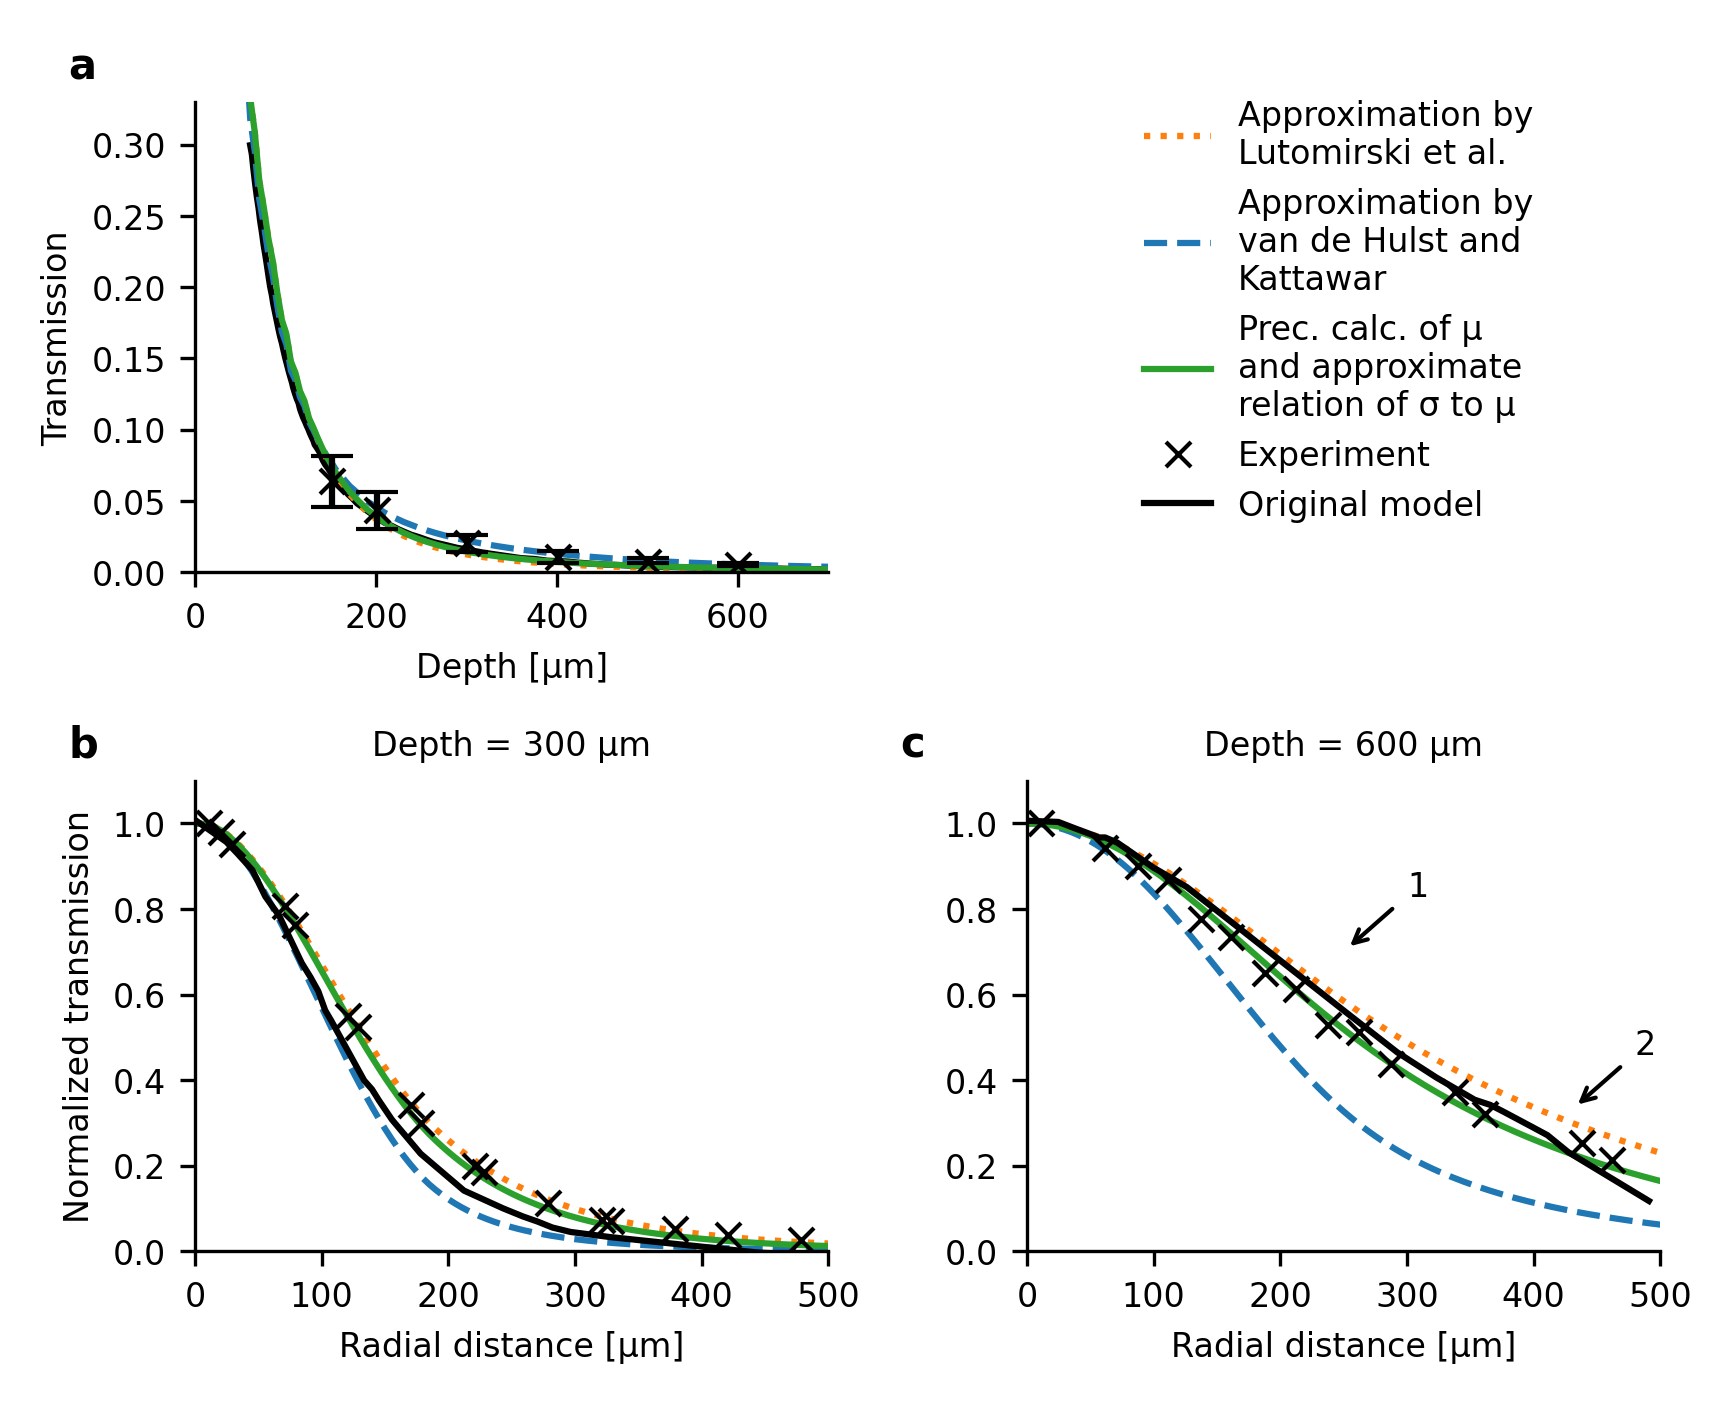 a
0.30
0.25
0.20
0.15
0.10
0.05
0.00
Transmission
0 200 400 600
Depth [µm]
Approximation by
Lutomirski et al.
Approximation by
van de Hulst and
Kattawar
Prec. calc. of µ
and approximate
relation of σ to µ
Experiment
Original model
b
Depth = 300 µm
1.0
0.8
0.6
0.4
0.2
0.0
Normalized transmission
0 100 200 300 400 500
Radial distance [µm]
c
Depth = 600 µm
1.0
0.8
0.6
0.4
0.2
0.0
1
2
0 100 200 300 400 500
Radial distance [µm]